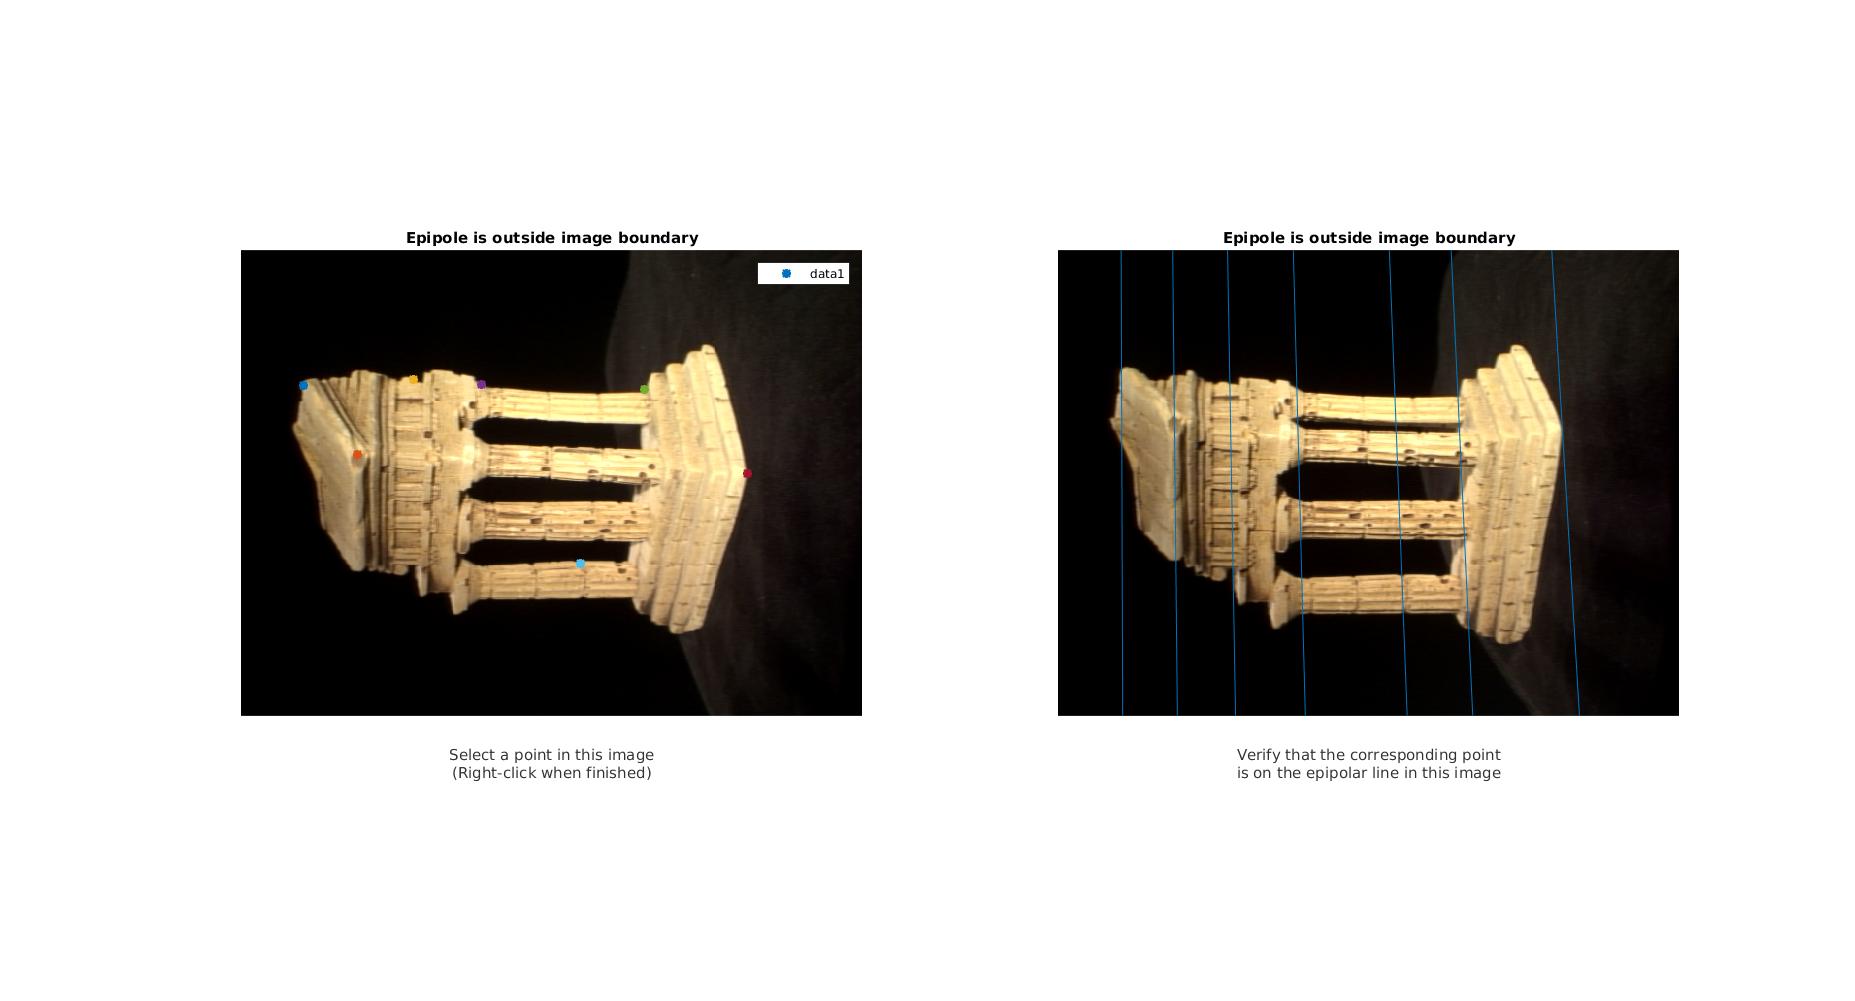 Epipole is outside image boundary
data1
Select a point in this image
(Right-click when finished)
Epipole is outside image boundary
Verify that the corresponding point
is on the epipolar line in this image